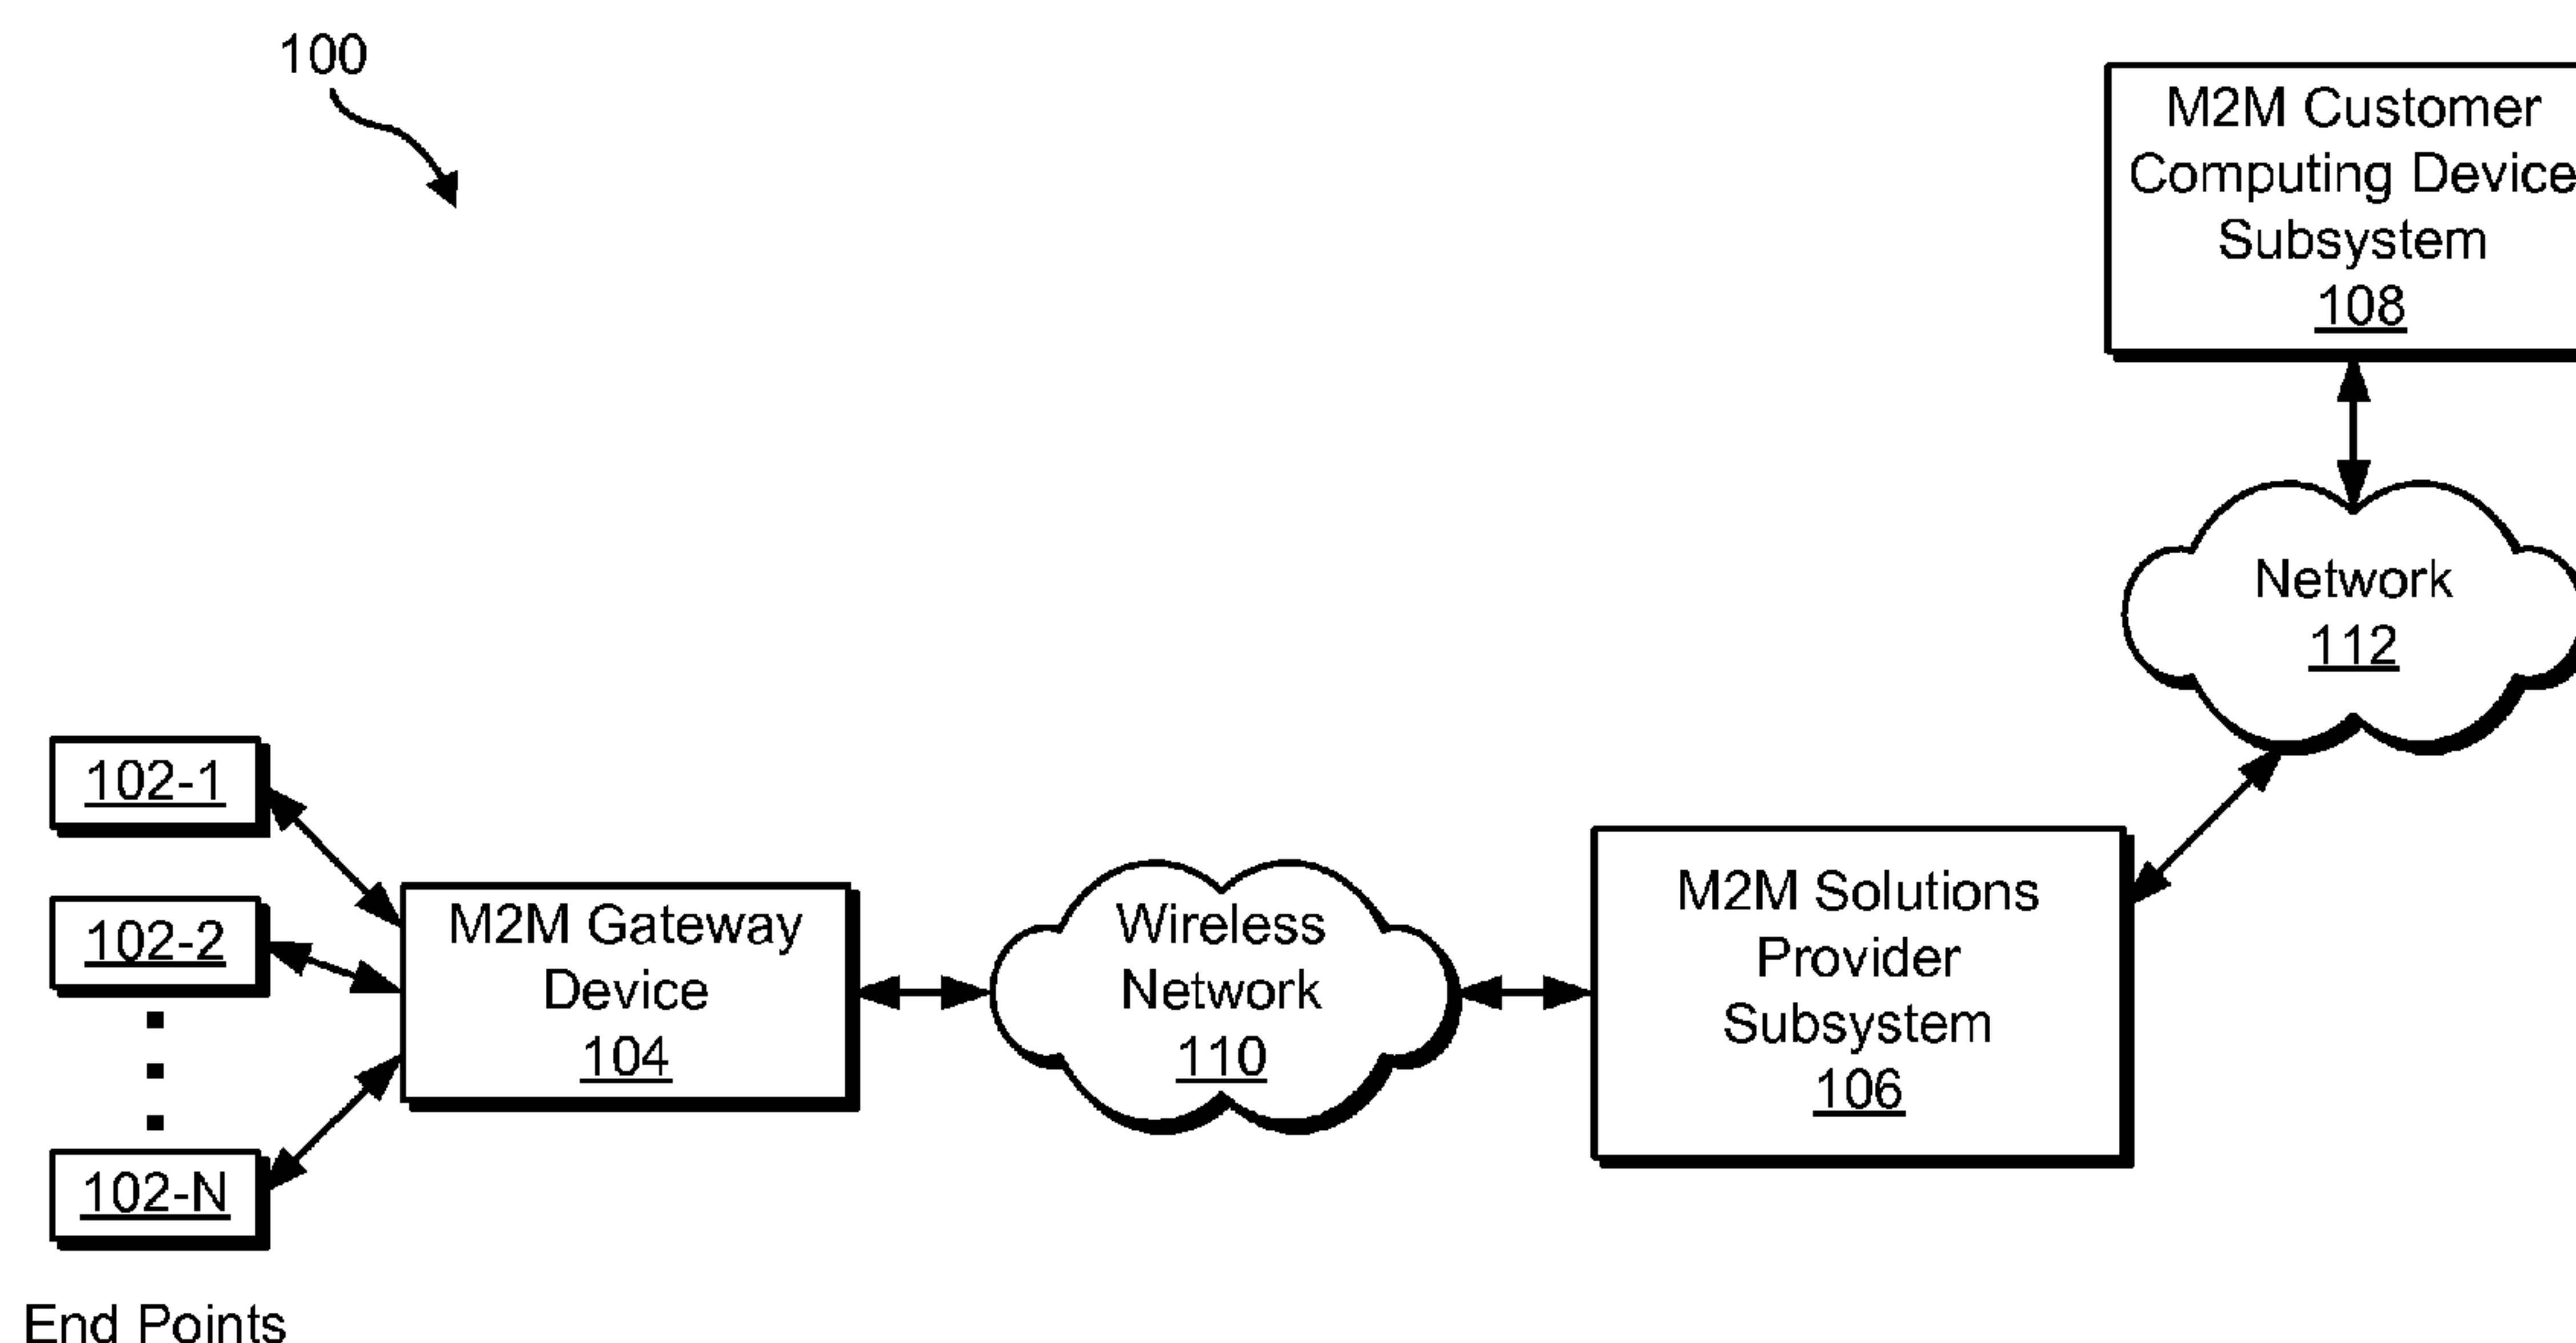 100
M2M Customer
Computing Device
Subsystem
108
Network
112
102-1
102-2
102-N
End Points
M2M Gateway
Device
104
Wireless
Network
110
M2M Solutions
Provider
Subsystem
106